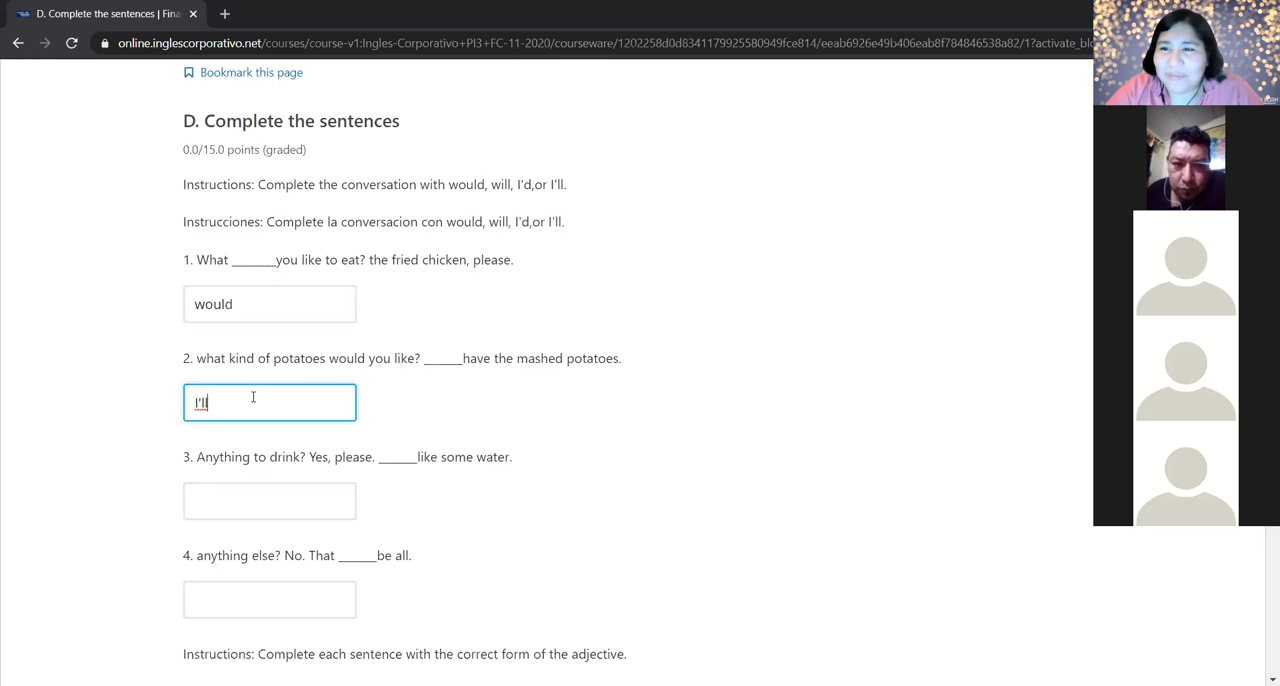 D. Complete the sentences | Fina
online.inglescorporativo.net/courses/course-v1:Ingles-Corporativo+PI3+FC-11-2020/courseware/1202258d0d8341179925580949fce814/eeab6926e49b406eab8f784846538a82/1?activate_blo
Bookmark this page
D. Complete the sentences
0.0/15.0 points (graded)
Instructions: Complete the conversation with would, will, I'd,or I'll.
Instrucciones: Complete la conversacion con would, will, I'd,or I'll.
1. What ________you like to eat? the fried chicken, please.
would
2. what kind of potatoes would you like? ______have the mashed potatoes.
I'll
3. Anything to drink? Yes, please. ______like some water.
4. anything else? No. That ______be all.
Instructions: Complete each sentence with the correct form of the adjective.